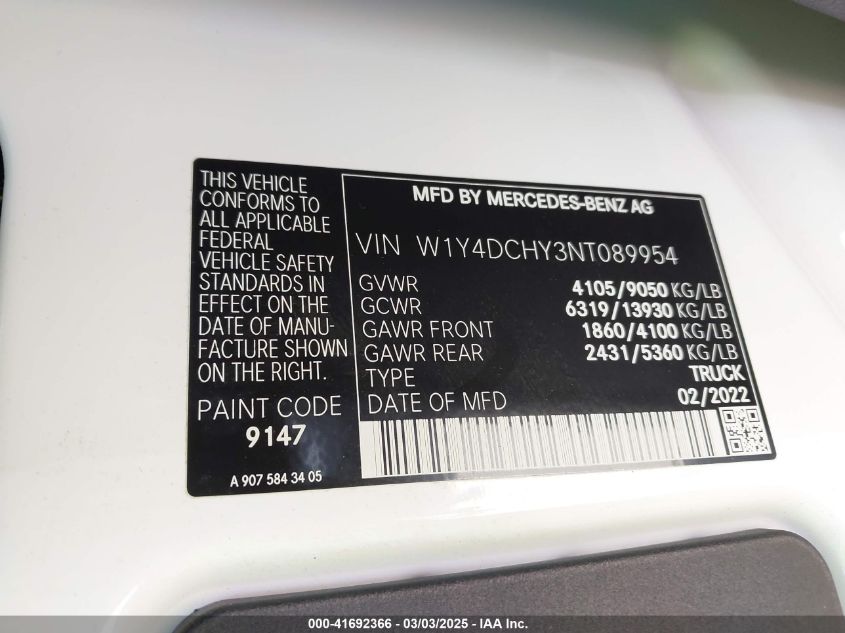 THIS VEHICLE
CONFORMS TO
ALL APPLICABLE
FEDERAL
VEHICLE SAFETY
STANDARDS IN
EFFECT ON THE
DATE OF MANU-
FACTURE SHOWN
ON THE RIGHT.
PAINT CODE
9147
A 907 584 34 05
MFD BY MERCEDES-BENZ AG
VIN W1Y4DCHY3NT089954
GVWR 4105/9050 KG/LB
GCWR 6319/13930 KG/LB
GAWR FRONT 1860/4100 KG/LB
GAWR REAR 2431/5360 KG/LB
TYPE TRUCK
DATE OF MFD 02/2022
000-41692366 - 03/03/2025 - IAA Inc.